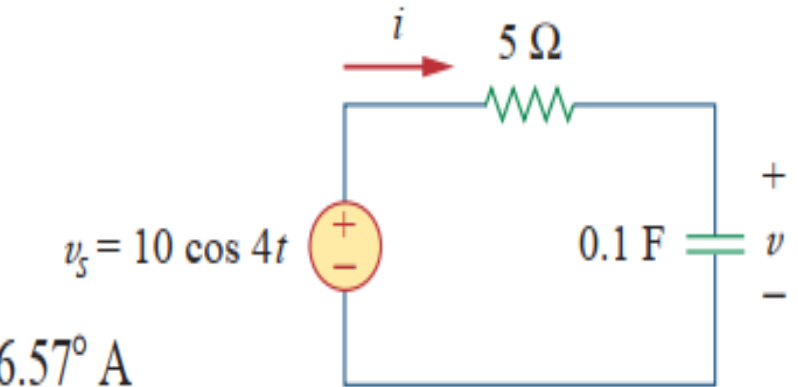 i
5 Ω
+
v_s = 10 cos 4t
+
−
0.1 F
v
−
6.57° A